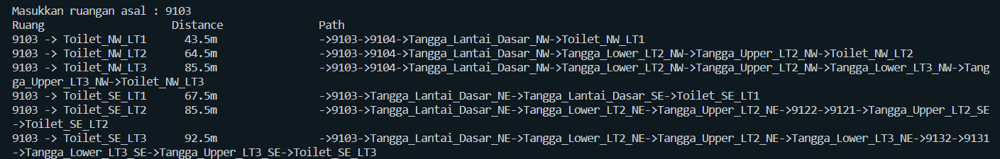 Masukkan ruangan asal : 9103
Ruang Distance Path
9103 -> Toilet_NW_LT1 43.5m ->9103->9104->Tangga_Lantai_Dasar_NW->Toilet_NW_LT1
9103 -> Toilet_NW_LT2 64.5m ->9103->9104->Tangga_Lantai_Dasar_NW->Tangga_Lower_LT2_NW->Tangga_Upper_LT2_NW->Toilet_NW_LT2
9103 -> Toilet_NW_LT3 85.5m ->9103->9104->Tangga_Lantai_Dasar_NW->Tangga_Lower_LT2_NW->Tangga_Upper_LT2_NW->Tangga_Lower_LT3_NW->Tang
ga_Upper_LT3_NW->Toilet_NW_LT3
9103 -> Toilet_SE_LT1 67.5m ->9103->Tangga_Lantai_Dasar_NE->Tangga_Lantai_Dasar_SE->Toilet_SE_LT1
9103 -> Toilet_SE_LT2 85.5m ->9103->Tangga_Lantai_Dasar_NE->Tangga_Lower_LT2_NE->Tangga_Upper_LT2_NE->9122->9121->Tangga_Upper_LT2_SE
->Toilet_SE_LT2
9103 -> Toilet_SE_LT3 92.5m ->9103->Tangga_Lantai_Dasar_NE->Tangga_Lower_LT2_NE->Tangga_Upper_LT2_NE->Tangga_Lower_LT3_NE->9132->9131
->Tangga_Lower_LT3_SE->Tangga_Upper_LT3_SE->Toilet_SE_LT3